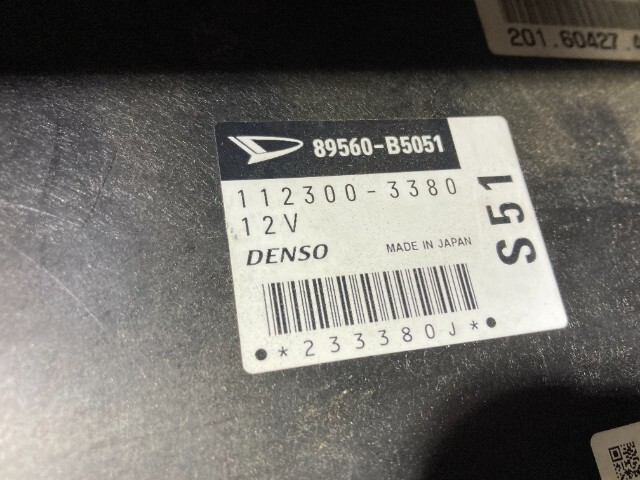 201.60427.
89560-B5051
112300-3380
12V
DENSO MADE IN JAPAN
S51
*233380J*